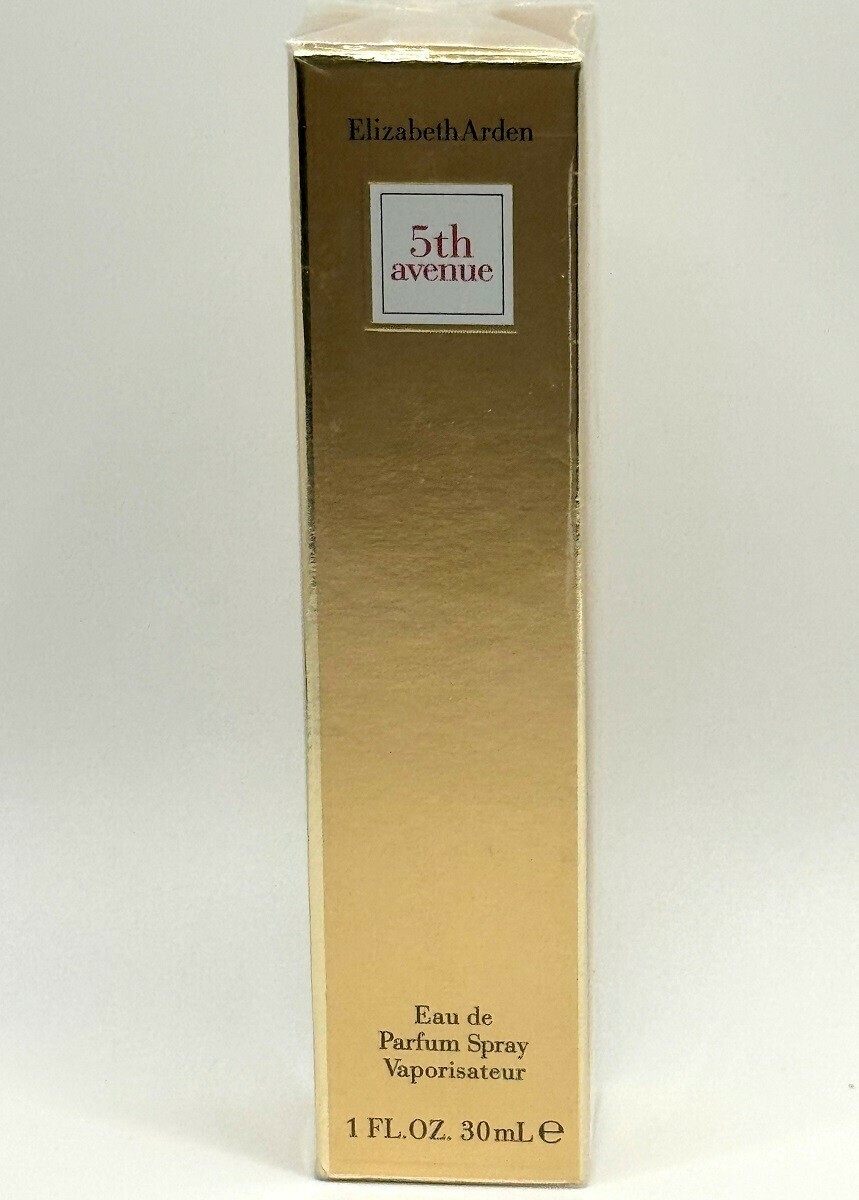 ElizabethArden
5th
avenue
Eau de
Parfum Spray
Vaporisateur
1 FL.OZ. 30mL℮